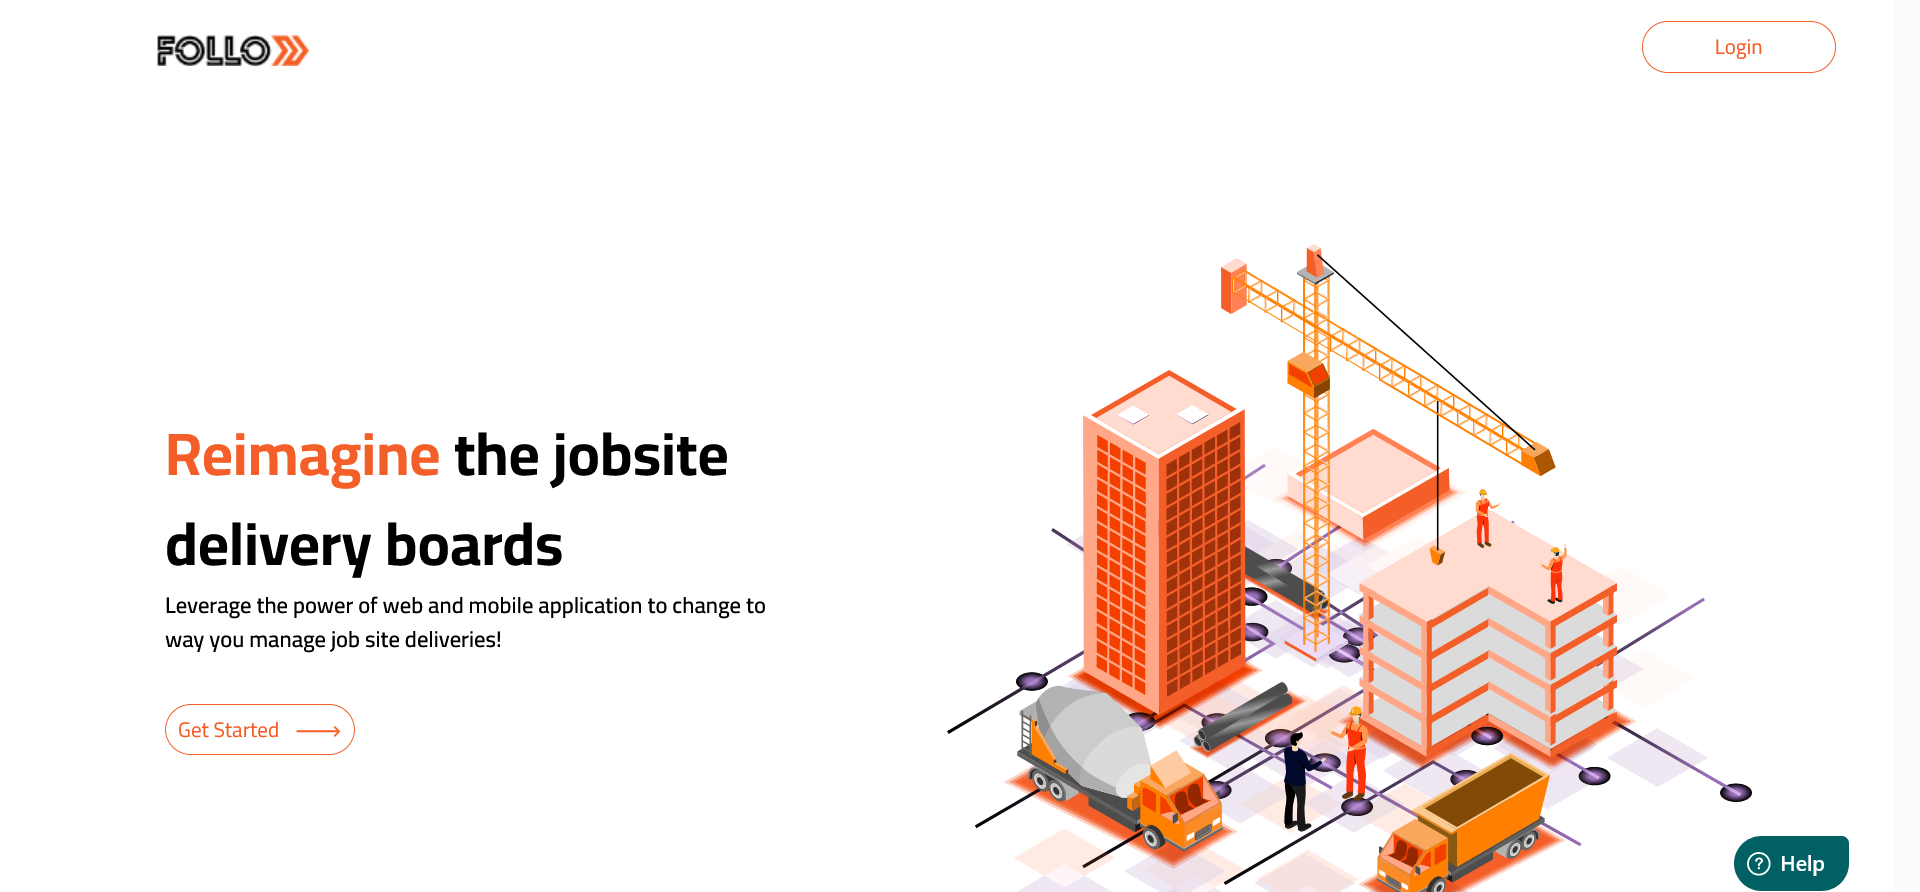 FOLLO
Login
Reimagine the jobsite
delivery boards
Leverage the power of web and mobile application to change to
way you manage job site deliveries!
Get Started
? Help